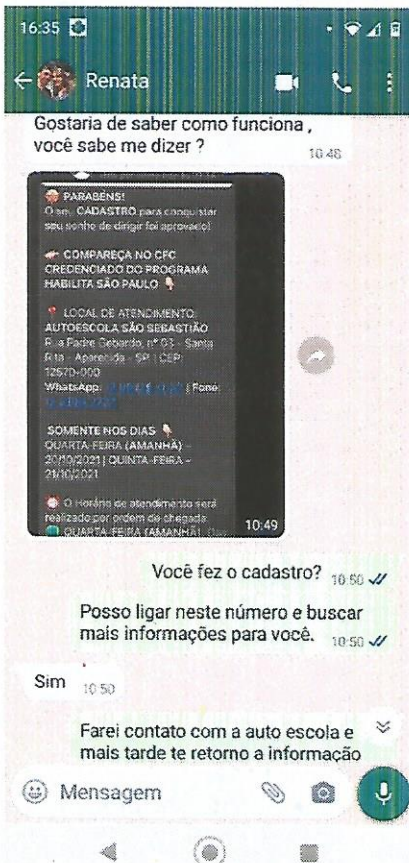 16:35
Renata
Gostaria de saber como funciona ,
você sabe me dizer ?
10:48
PARABÉNS!
O seu CADASTRO para conquistar
seu sonho de dirigir foi aprovado!
COMPAREÇA NO CFC
CREDENCIADO DO PROGRAMA
HABILITA SÃO PAULO
LOCAL DE ATENDIMENTO:
AUTOESCOLA SÃO SEBASTIÃO
Rua Padre Gebardo, n° 03 - Santa
Rita - Aparecida - SP | CEP:
12570-000
WhatsApp: | Fone:
SOMENTE NOS DIAS
QUARTA-FEIRA (AMANHÃ) –
20/10/2021 | QUINTA-FEIRA –
21/10/2021
O Horário de atendimento será
realizado por ordem de chegada:
QUARTA-FEIRA (AMANHÃ):
10:49
Você fez o cadastro? 10:50
Posso ligar neste número e buscar
mais informações para você. 10:50
Sim 10:50
Farei contato com a auto escola e
mais tarde te retorno a informação
Mensagem